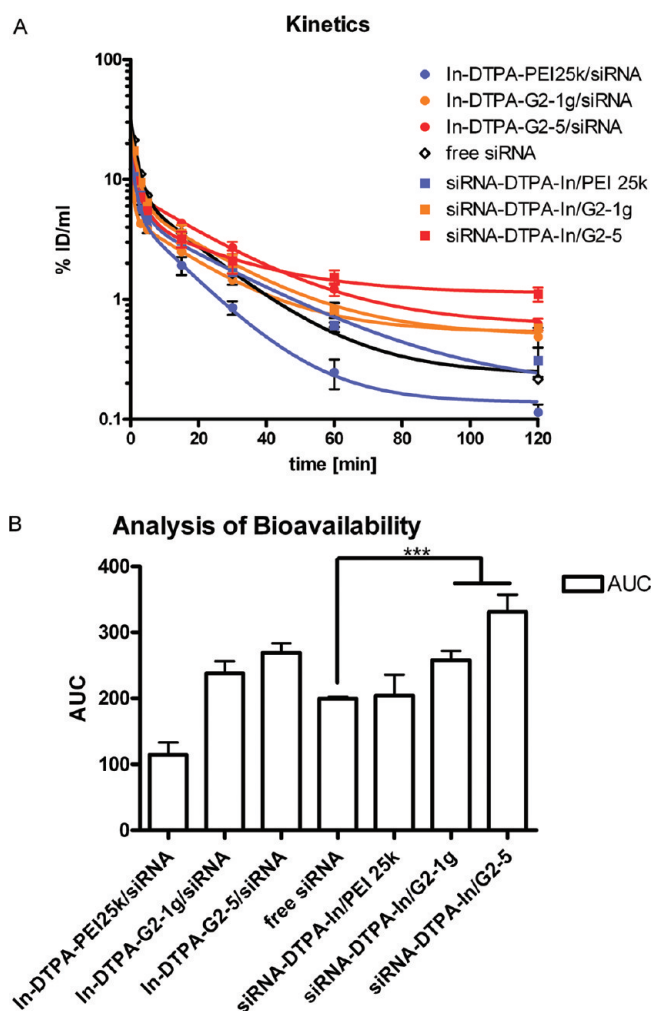 A
Kinetics
100
10
1
0.1
% ID/ml
0 20 40 60 80 100 120
time [min]
In-DTPA-PEI25k/siRNA
In-DTPA-G2-1g/siRNA
In-DTPA-G2-5/siRNA
free siRNA
siRNA-DTPA-In/PEI 25k
siRNA-DTPA-In/G2-1g
siRNA-DTPA-In/G2-5
B
Analysis of Bioavailability
***
AUC
400
300
200
100
0
AUC
In-DTPA-PEI25k/siRNA
In-DTPA-G2-1g/siRNA
In-DTPA-G2-5/siRNA
free siRNA
siRNA-DTPA-In/PEI 25k
siRNA-DTPA-In/G2-1g
siRNA-DTPA-In/G2-5